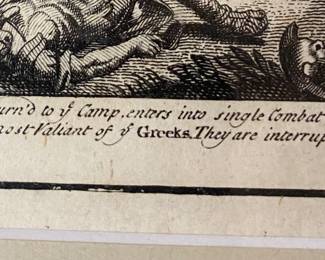 urn'd to yᵉ Camp, enters into single Combat
most Valiant of yᵉ Greeks. They are interrup